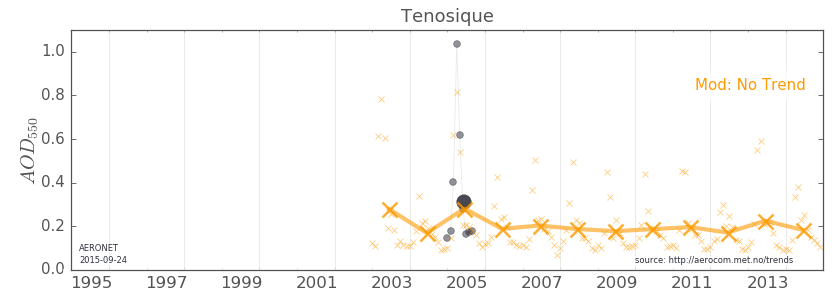 Tenosique
1.0
0.8
0.6
0.4
0.2
0.0
AOD550
Mod: No Trend
AERONET
2015-09-24
source: http://aerocom.met.no/trends
1995 1997 1999 2001 2003 2005 2007 2009 2011 2013